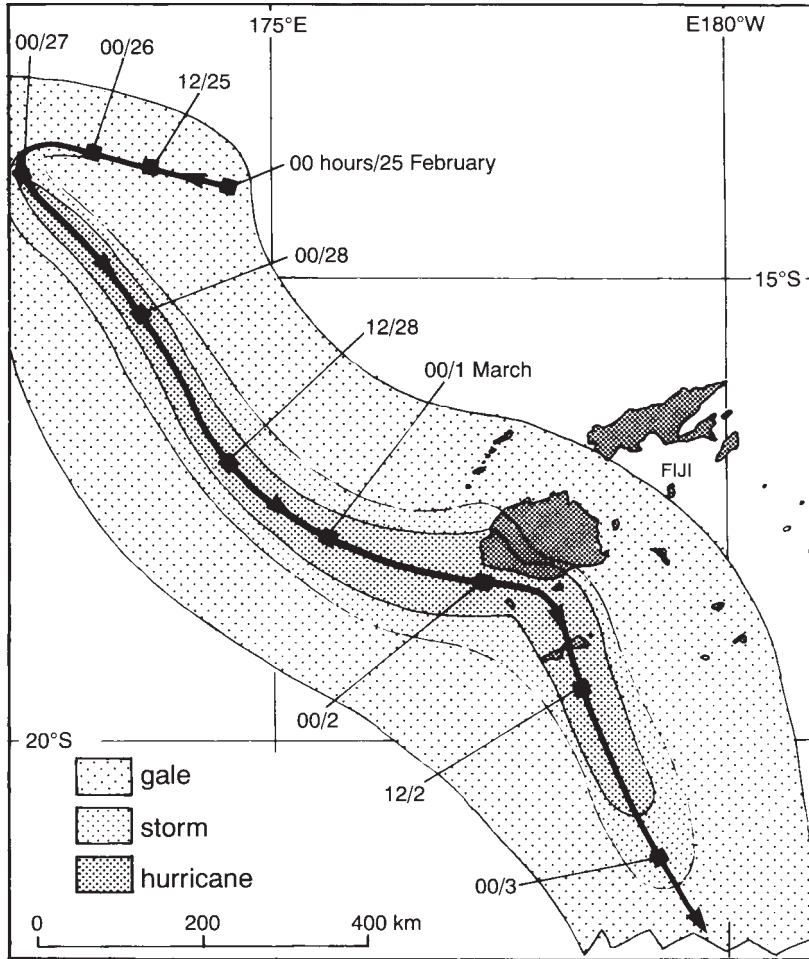 175°E
E180°W
00/27
00/26
12/25
00 hours/25 February
00/28
15°S
12/28
00/1 March
FIJI
00/2
20°S
12/2
gale
storm
hurricane
00/3
0 200 400 km